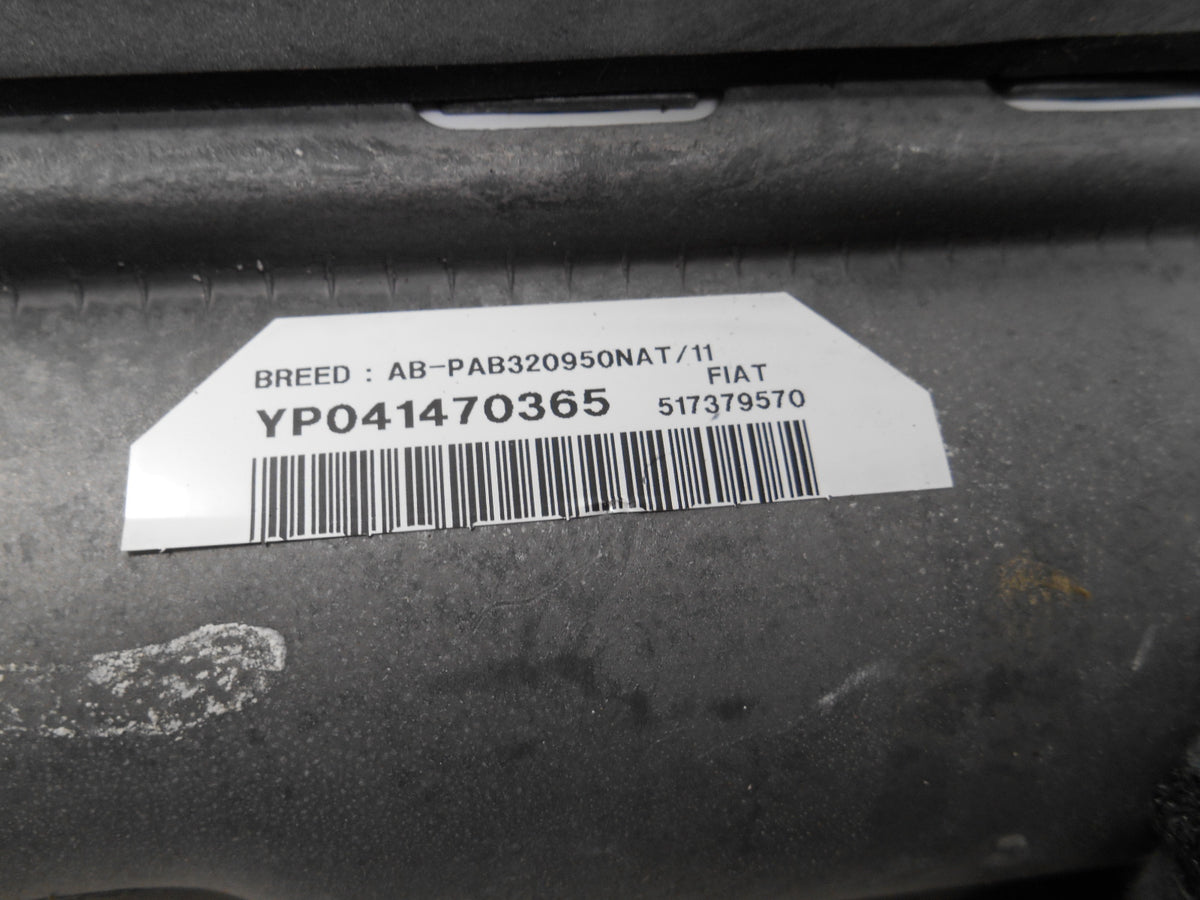 BREED : AB-PAB320950NAT/11
FIAT
YP041470365 517379570